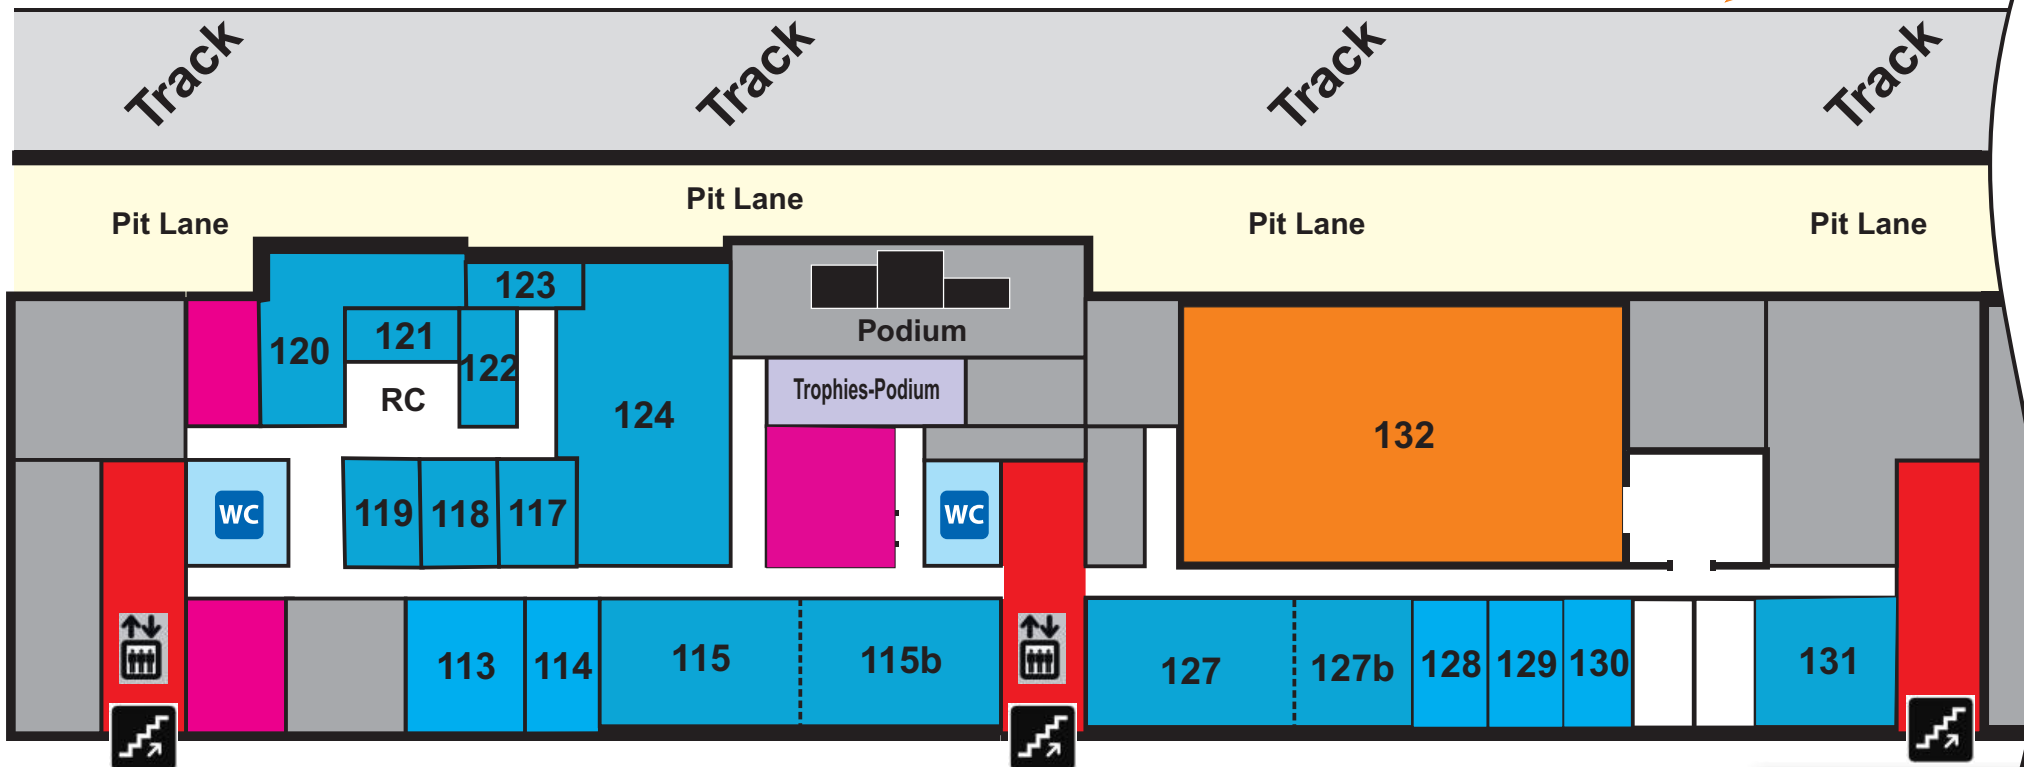 Track
Track
Track
Track
Pit Lane
Pit Lane
Pit Lane
Pit Lane
123
120
121
122
RC
124
Podium
Trophies-Podium
132
WC
119
118
117
WC
113
114
115
115b
127
127b
128
129
130
131